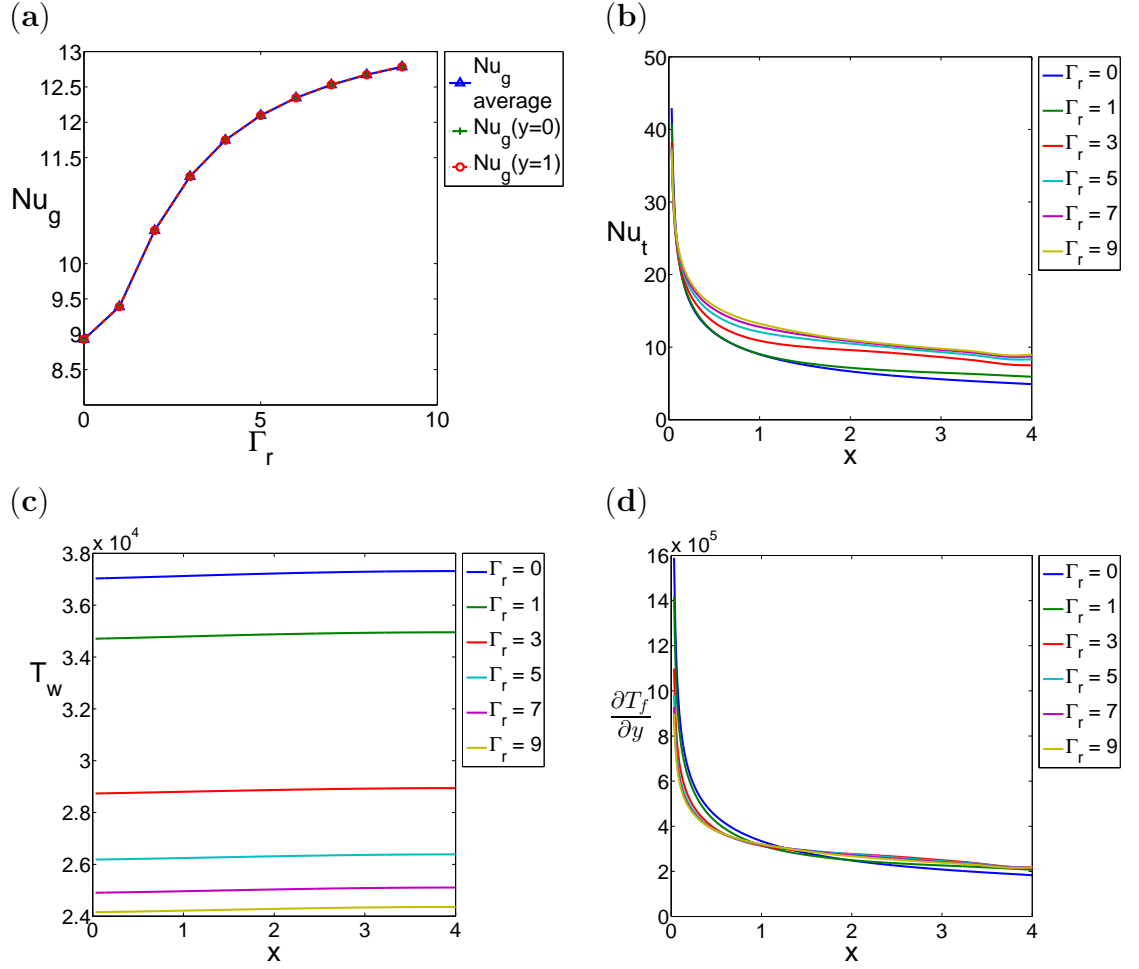 (a)
13
12.5
12
11.5
Nu_g
10
9.5
9
8.5
0 5 10
Γ_r
Nu_g
average
Nu_g(y=0)
Nu_g(y=1)
(b)
50
40
30
Nu_t
20
10
0
0 1 2 3 4
x
Γ_r = 0
Γ_r = 1
Γ_r = 3
Γ_r = 5
Γ_r = 7
Γ_r = 9
(c)
x 10^4
3.8
3.6
3.4
T_w
3.2
3
2.8
2.6
2.4
0 1 2 3 4
x
Γ_r = 0
Γ_r = 1
Γ_r = 3
Γ_r = 5
Γ_r = 7
Γ_r = 9
(d)
x 10^5
16
14
12
10
∂T_f
∂y
8
6
4
2
0
0 1 2 3 4
x
Γ_r = 0
Γ_r = 1
Γ_r = 3
Γ_r = 5
Γ_r = 7
Γ_r = 9